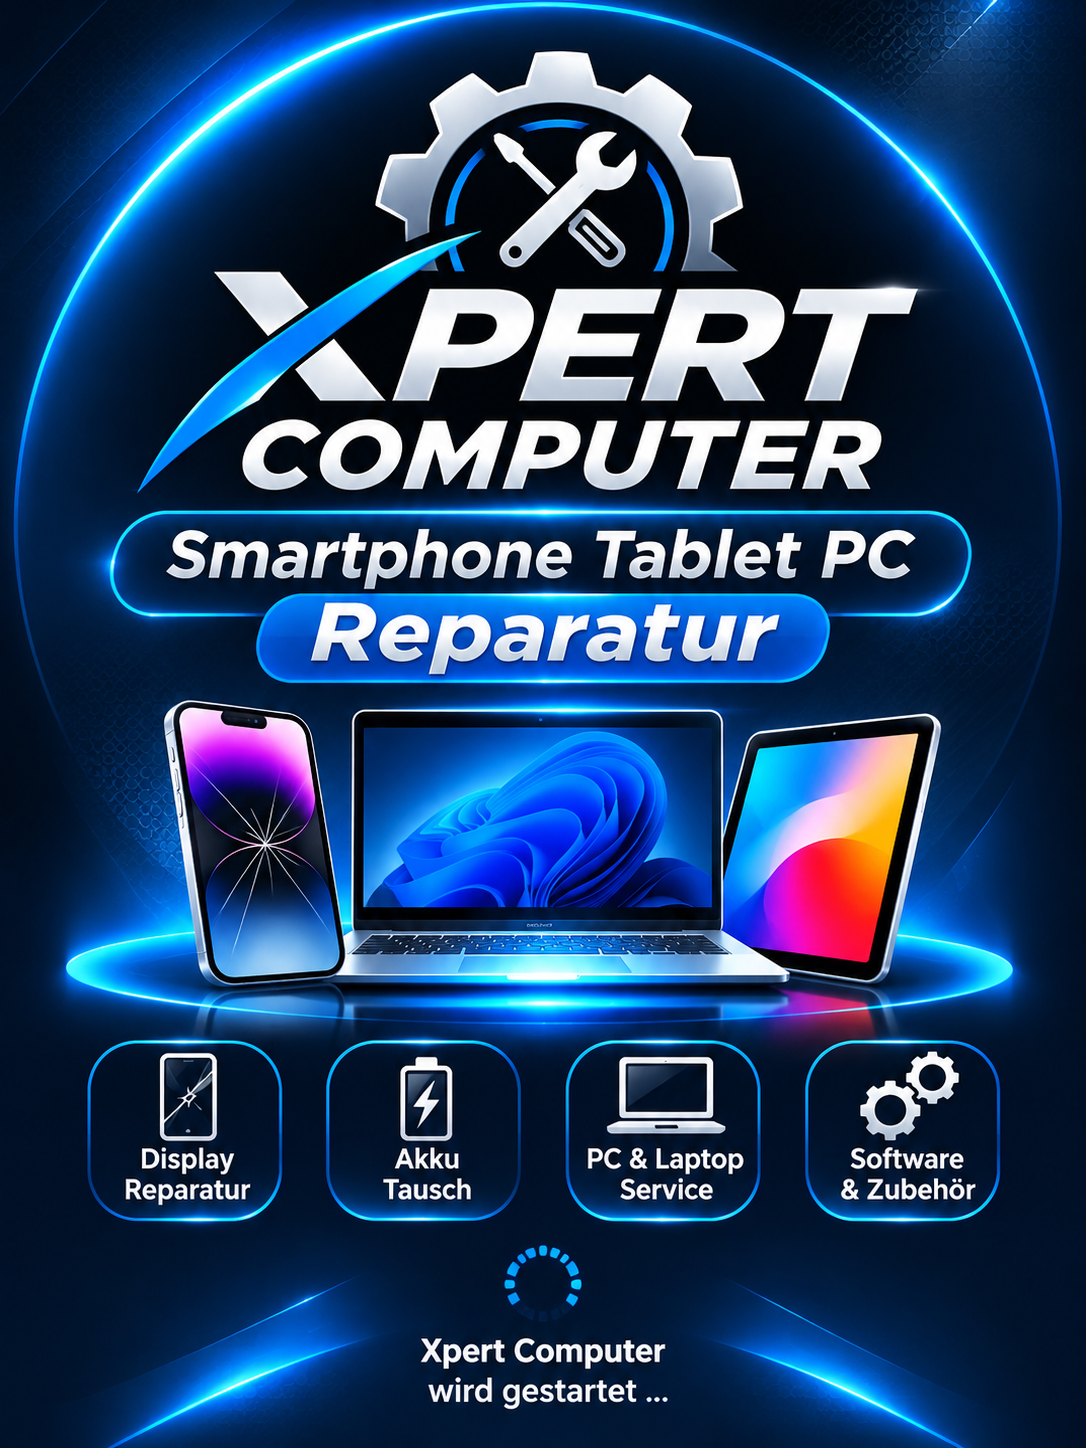 XPERT
COMPUTER
Smartphone Tablet PC
Reparatur
Display
Reparatur
Akku
Tausch
PC & Laptop
Service
Software
& Zubehör
Xpert Computer
wird gestartet ...